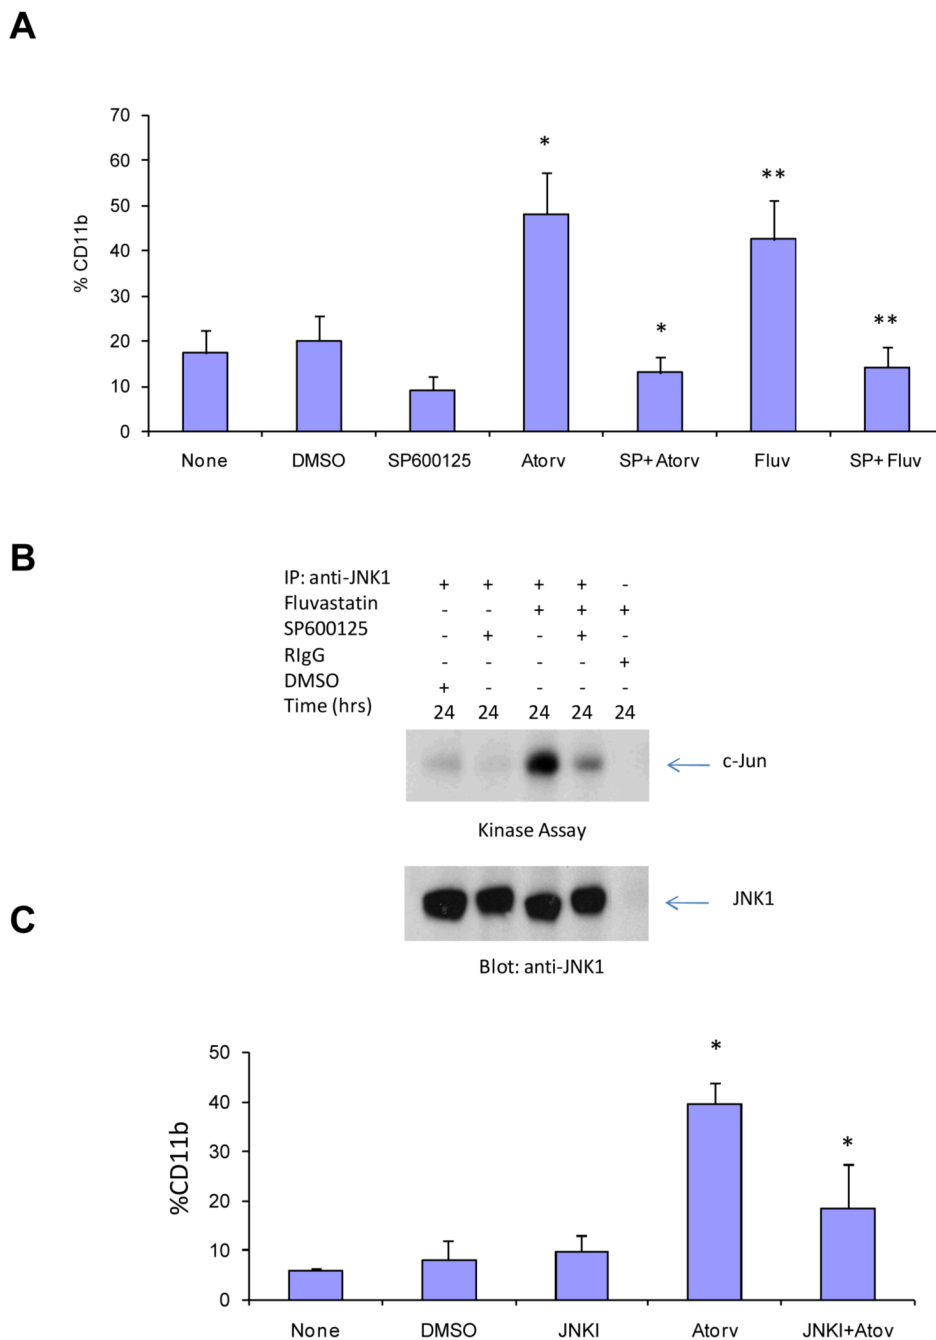 A
70
60
50
40
30
20
10
0
% CD11b
*
*
**
**
None DMSO SP600125 Atorv SP+Atorv Fluv SP+Fluv
B
IP: anti-JNK1 + + + + -
Fluvastatin - - + + +
SP600125 - + - + -
RIgG - - - - +
DMSO + - - - -
Time (hrs) 24 24 24 24 24
c-Jun
Kinase Assay
JNK1
Blot: anti-JNK1
C
50
40
30
20
10
0
%CD11b
*
*
None DMSO JNKI Atorv JNKI+Atov